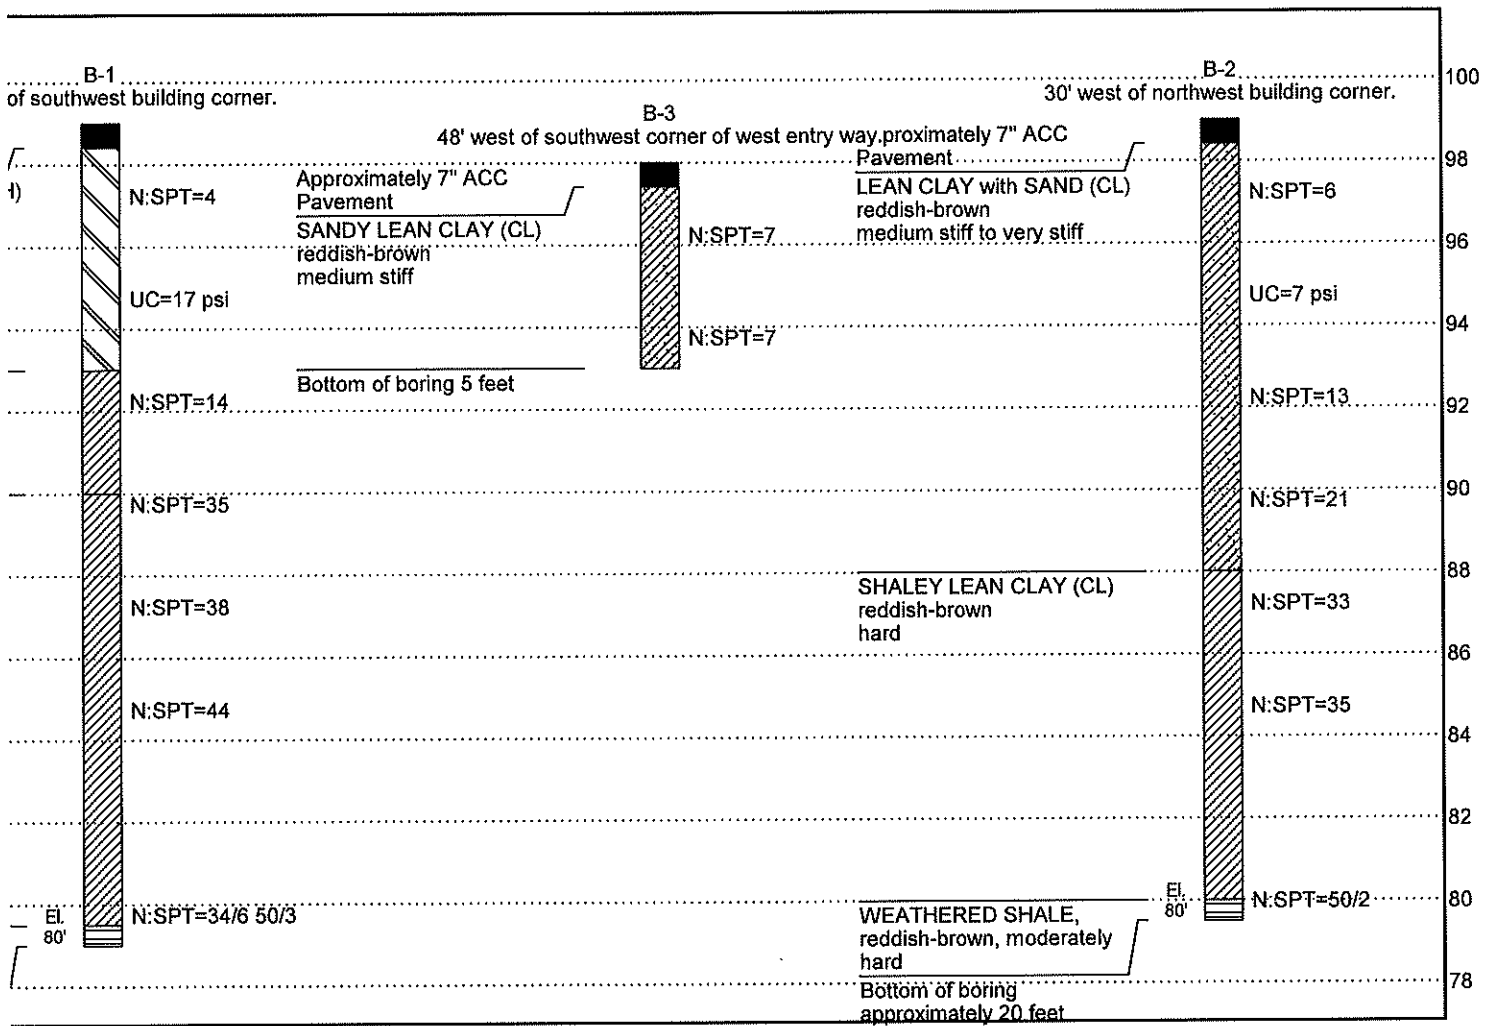 B-1
of southwest building corner.
N:SPT=4
UC=17 psi
N:SPT=14
N:SPT=35
N:SPT=38
N:SPT=44
N:SPT=34/6 50/3
El.
80'
B-3
48' west of southwest corner of west entry way.proximately 7" ACC
Pavement
Approximately 7" ACC
Pavement
SANDY LEAN CLAY (CL)
reddish-brown
medium stiff
N:SPT=7
N:SPT=7
Bottom of boring 5 feet
B-2
30' west of northwest building corner.
LEAN CLAY with SAND (CL)
reddish-brown
medium stiff to very stiff
N:SPT=6
UC=7 psi
N:SPT=13
N:SPT=21
SHALEY LEAN CLAY (CL)
reddish-brown
hard
N:SPT=33
N:SPT=35
N:SPT=50/2
El.
80'
WEATHERED SHALE,
reddish-brown, moderately
hard
Bottom of boring
approximately 20 feet
100
98
96
94
92
90
88
86
84
82
80
78